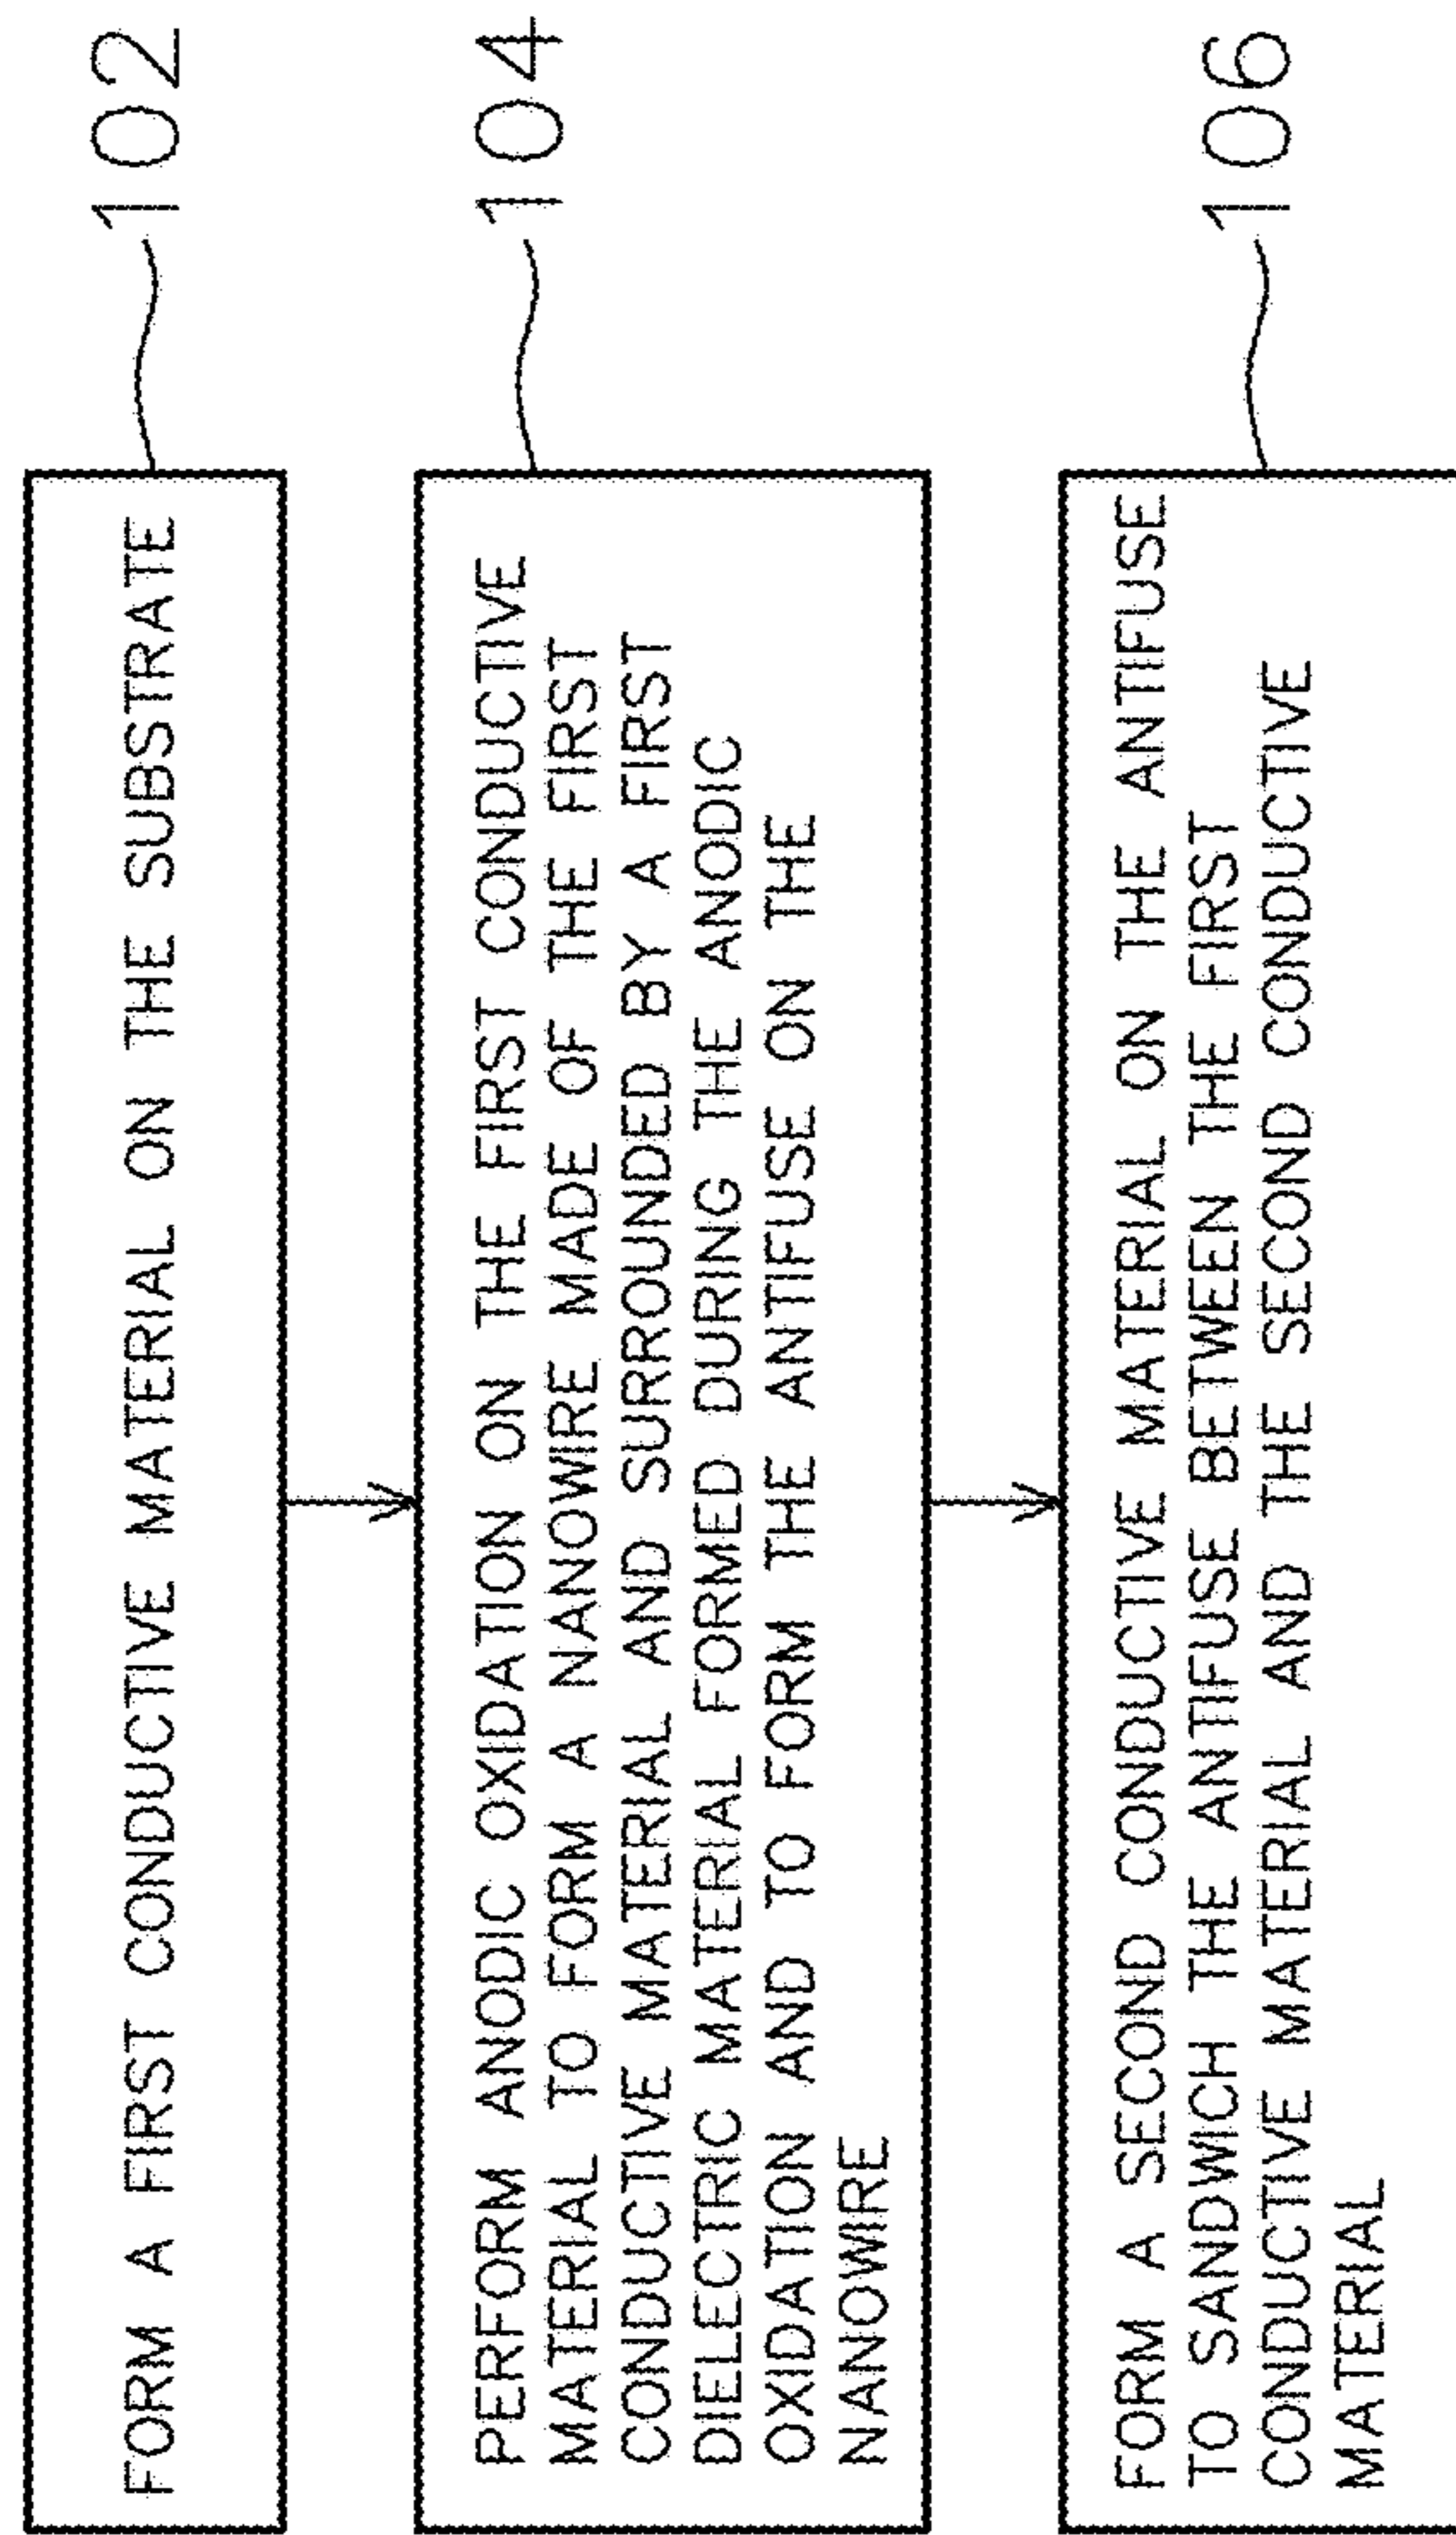 FORM A FIRST CONDUCTIVE MATERIAL ON THE SUBSTRATE
102
PERFORM ANODIC OXIDATION ON THE FIRST CONDUCTIVE
MATERIAL TO FORM A NANOWIRE MADE OF THE FIRST
CONDUCTIVE MATERIAL AND SURROUNDED BY A FIRST
DIELECTRIC MATERIAL FORMED DURING THE ANODIC
OXIDATION AND TO FORM THE ANTIFUSE ON THE
NANOWIRE
104
FORM A SECOND CONDUCTIVE MATERIAL ON THE ANTIFUSE
TO SANDWICH THE ANTIFUSE BETWEEN THE FIRST
CONDUCTIVE MATERIAL AND THE SECOND CONDUCTIVE
MATERIAL
106